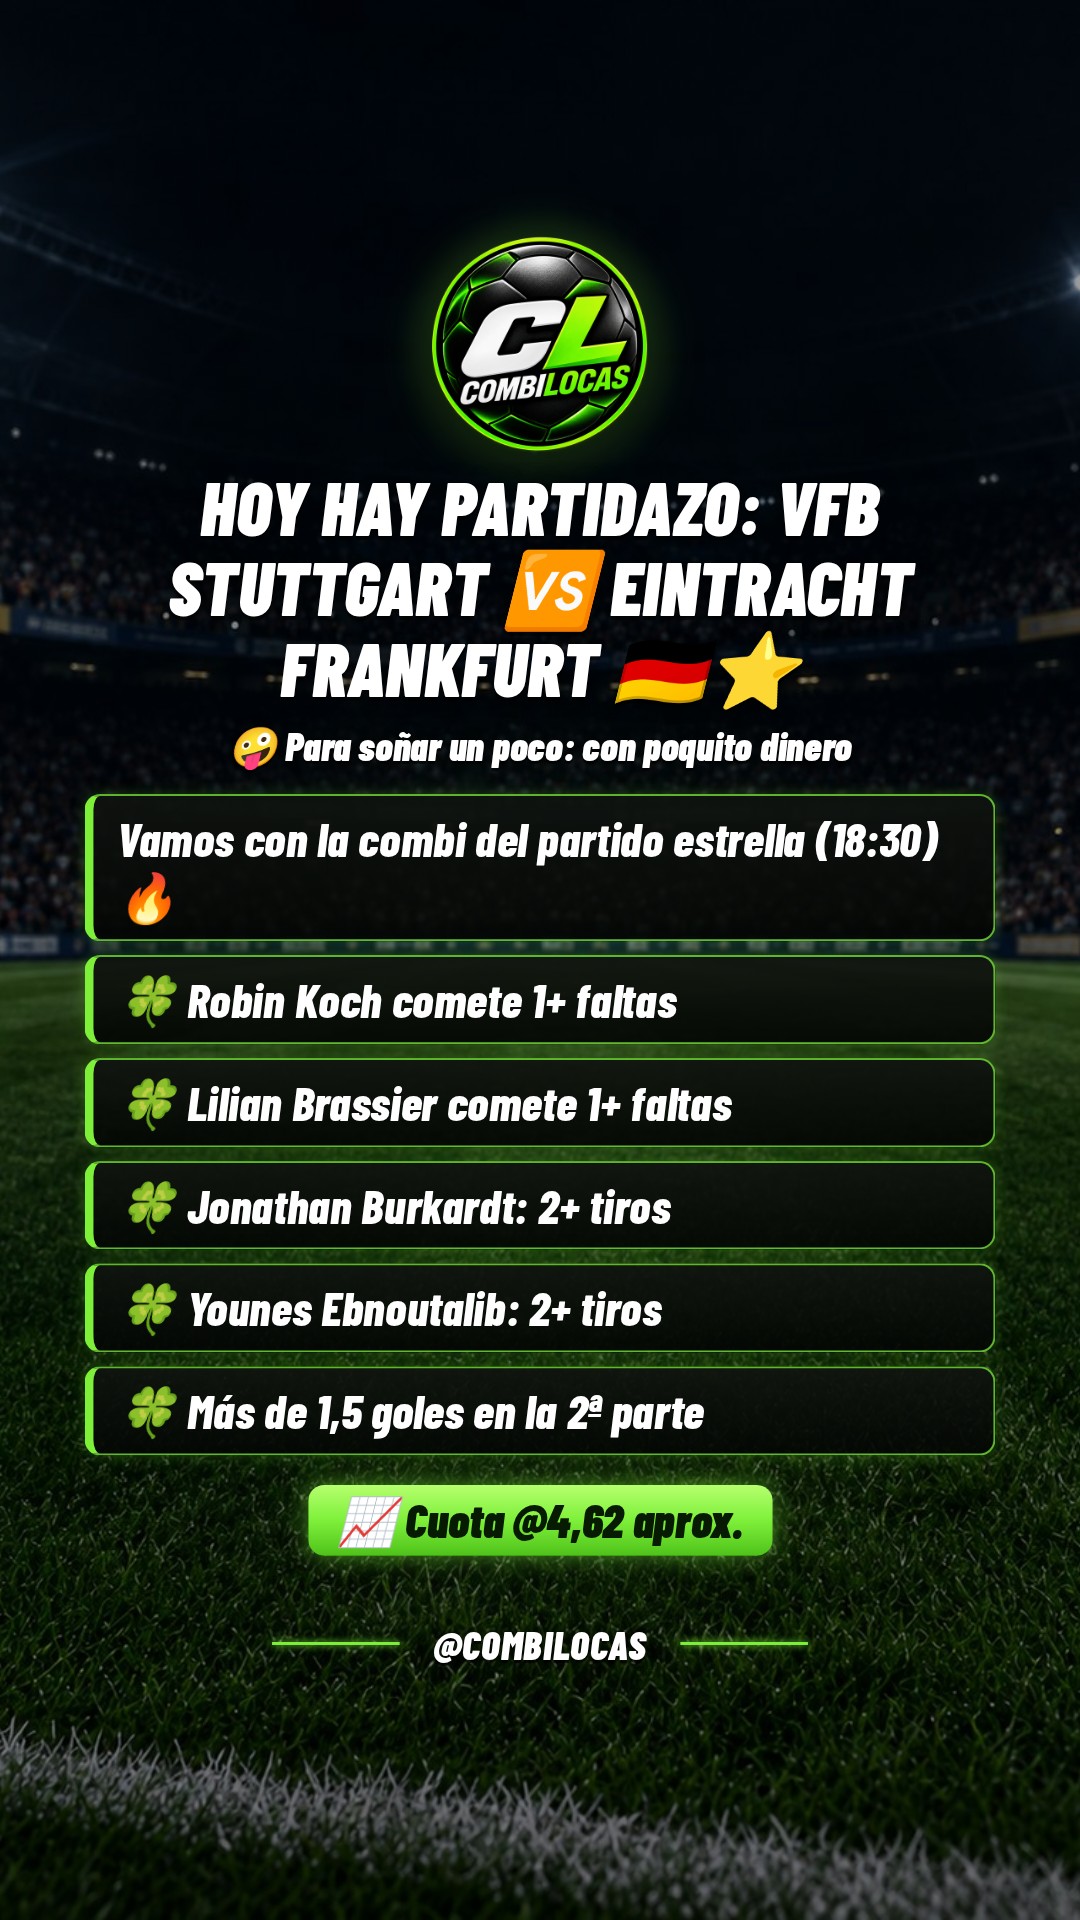 CL
COMBILOCAS
HOY HAY PARTIDAZO: VFB
STUTTGART 🆚 EINTRACHT
FRANKFURT 🇩🇪⭐
🤪 Para soñar un poco: con poquito dinero
Vamos con la combi del partido estrella (18:30)
🔥
🍀 Robin Koch comete 1+ faltas
🍀 Lilian Brassier comete 1+ faltas
🍀 Jonathan Burkardt: 2+ tiros
🍀 Younes Ebnoutalib: 2+ tiros
🍀 Más de 1,5 goles en la 2ª parte
📈 Cuota @4,62 aprox.
@COMBILOCAS